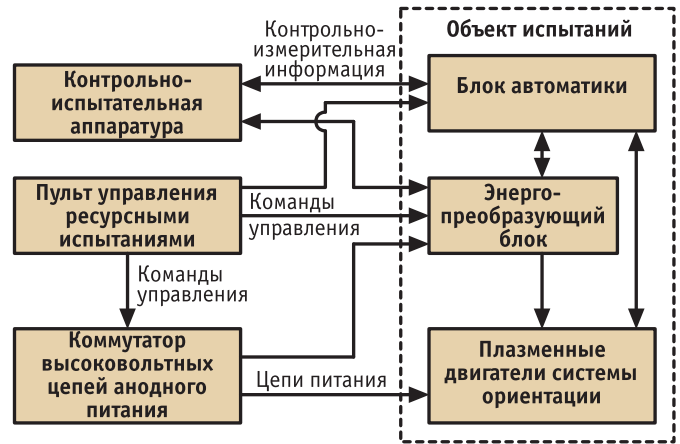 Контрольно-
измерительная
информация
Объект испытаний
Контрольно-
испытательная
аппаратура
Блок автоматики
Пульт управления
ресурсными
испытаниями
Команды
управления
Энерго-
преобразующий
блок
Команды
управления
Коммутатор
высоковольтных
цепей анодного
питания
Цепи питания
Плазменные
двигатели системы
ориентации